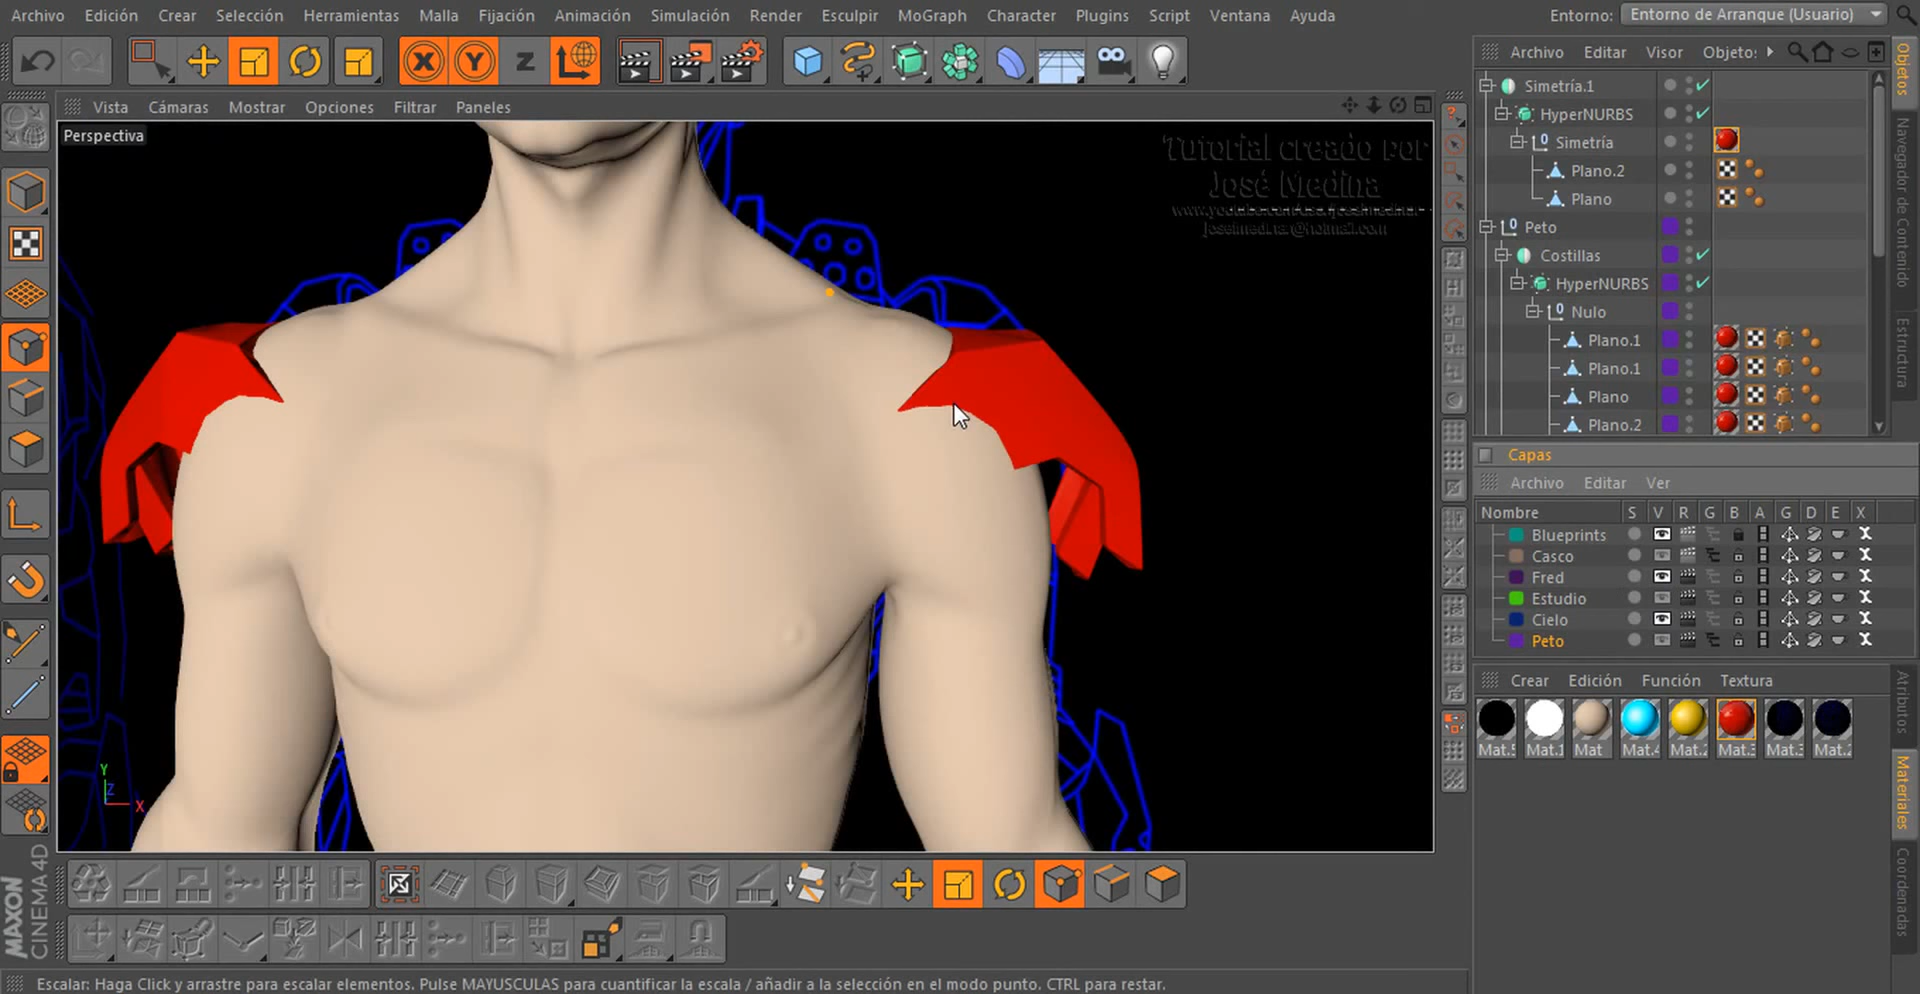 Archivo Edición Crear Selección Herramientas Malla Fijación Animación Simulación Render Esculpir MoGraph Character Plugins Script Ventana Ayuda Entorno: Entorno de Arranque (Usuario)
X Y Z
Archivo Editar Visor Objetos
Vista Cámaras Mostrar Opciones Filtrar Paneles
Perspectiva
Tutorial creado por
José Medina
Simetría.1
HyperNURBS
Simetría
Plano.2
Plano
Peto
Costillas
HyperNURBS
Nulo
Plano.1
Plano.1
Plano
Plano.2
Objetos
Navegador de Contenido
Estructura
Capas
Archivo Editar Ver
Nombre S V R G B A G D E X
Blueprints
Casco
Fred
Estudio
Cielo
Peto
Crear Edición Función Textura
Mat.5 Mat.1 Mat Mat.4 Mat.2 Mat.3 Mat.3 Mat.2
Atributos
Materiales
Coordenadas
Y
Z
X
MAXON
CINEMA 4D
Escalar: Haga Click y arrastre para escalar elementos. Pulse MAYUSCULAS para cuantificar la escala / añadir a la selección en el modo punto. CTRL para restar.